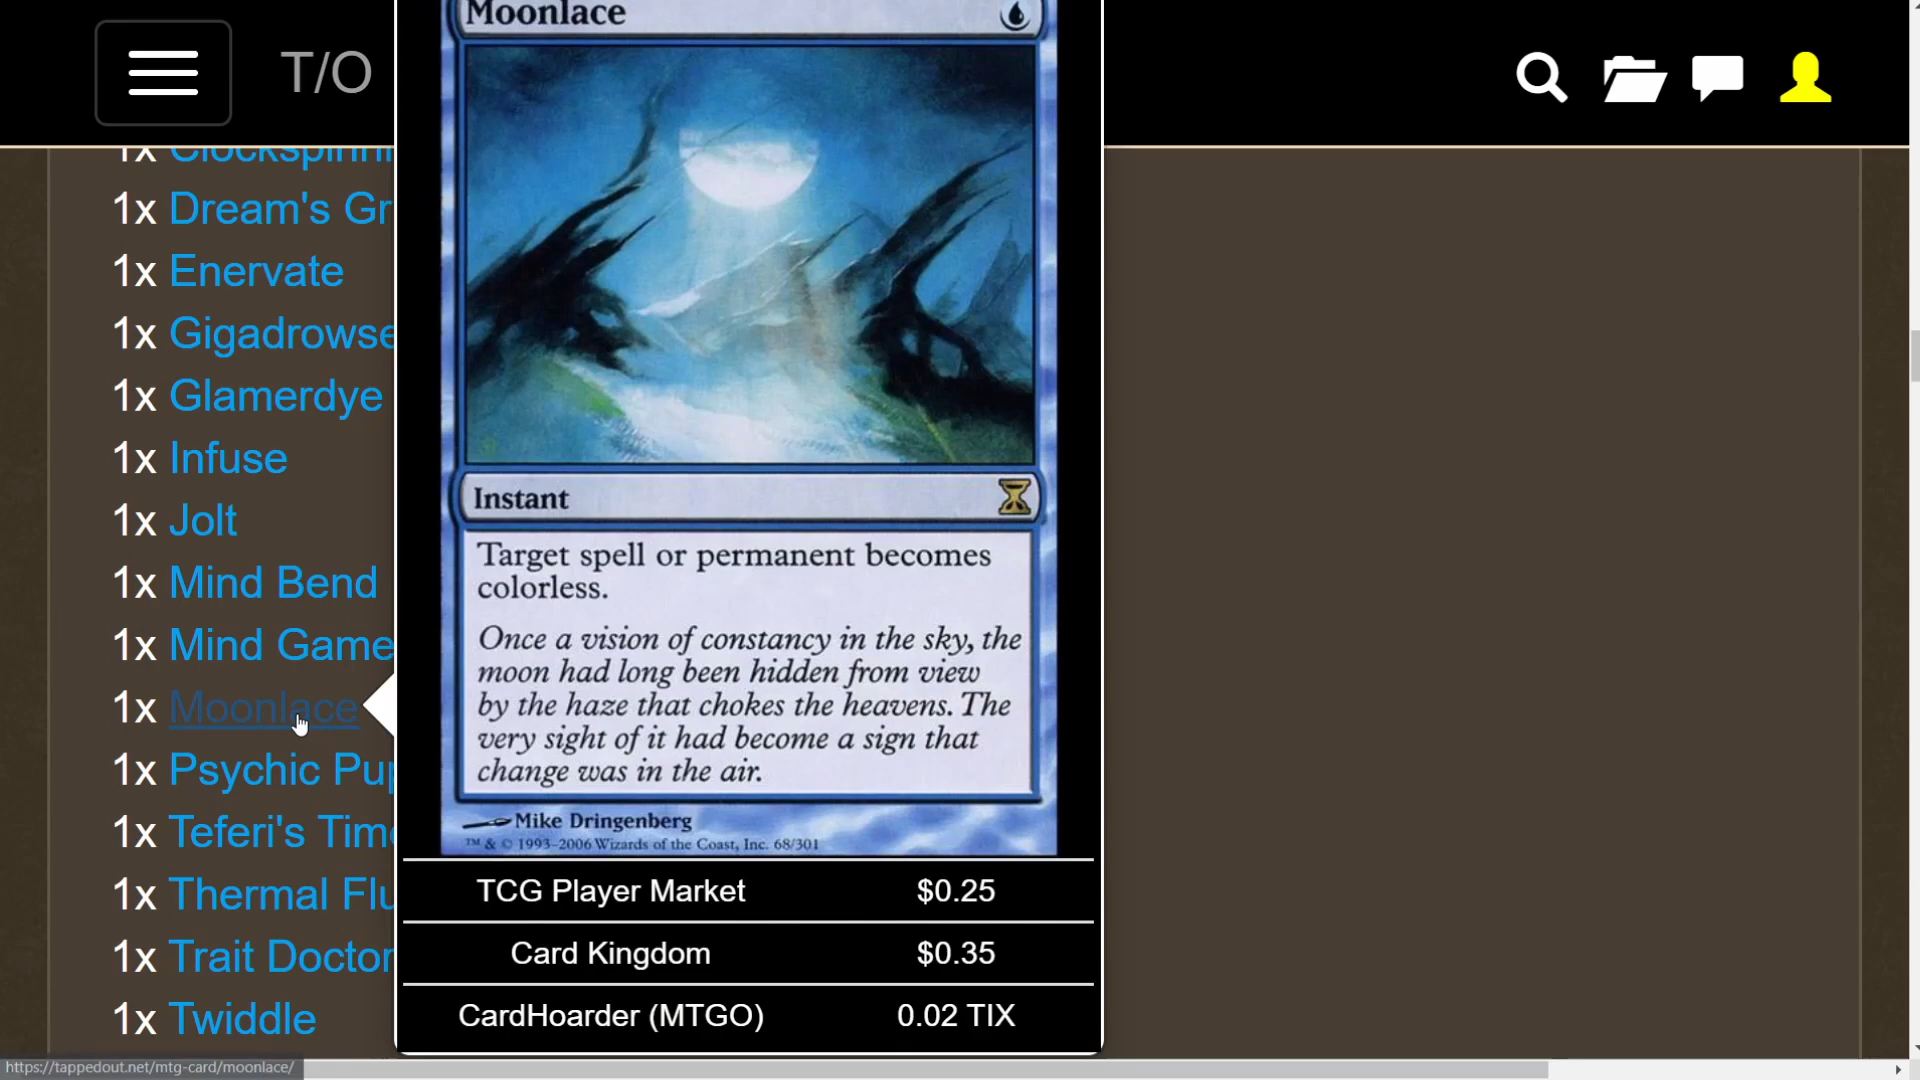 T/O
1x Clockspinni
1x Dream's Gr
1x Enervate
1x Gigadrowse
1x Glamerdye
1x Infuse
1x Jolt
1x Mind Bend
1x Mind Game
1x Moonlace
1x Psychic Pup
1x Teferi's Time
1x Thermal Flu
1x Trait Doctor
1x Twiddle
Moonlace
Instant
Target spell or permanent becomes
colorless.
Once a vision of constancy in the sky, the
moon had long been hidden from view
by the haze that chokes the heavens. The
very sight of it had become a sign that
change was in the air.
Mike Dringenberg
™ & © 1993–2006 Wizards of the Coast, Inc. 68/301
TCG Player Market $0.25
Card Kingdom $0.35
CardHoarder (MTGO) 0.02 TIX
https://tappedout.net/mtg-card/moonlace/